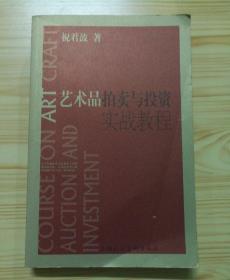 祝君波 著
艺术品拍卖与投资
实战教程
COURSE ON ART CRAFT
AUCTION AND
INVESTMENT